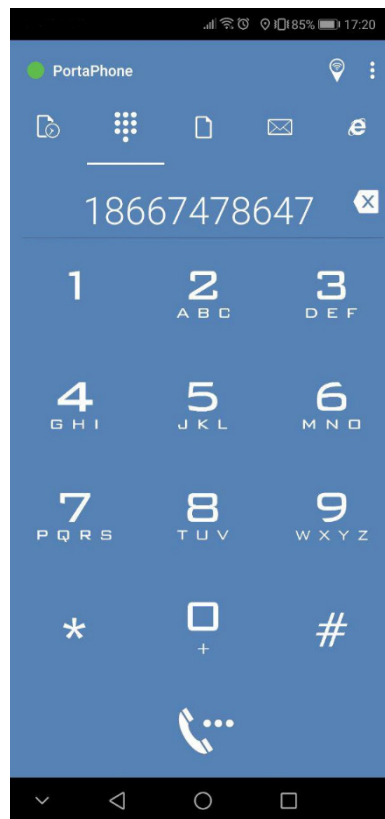 85% 17:20
PortaPhone
18667478647
1 2 3
ABC DEF
4 5 6
GHI JKL MNO
7 8 9
PQRS TUV WXYZ
* 0 #
+